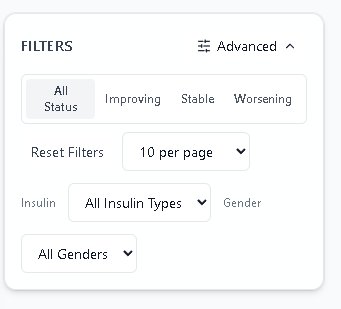 FILTERS Advanced
All
Status Improving Stable Worsening
Reset Filters 10 per page
Insulin All Insulin Types Gender
All Genders